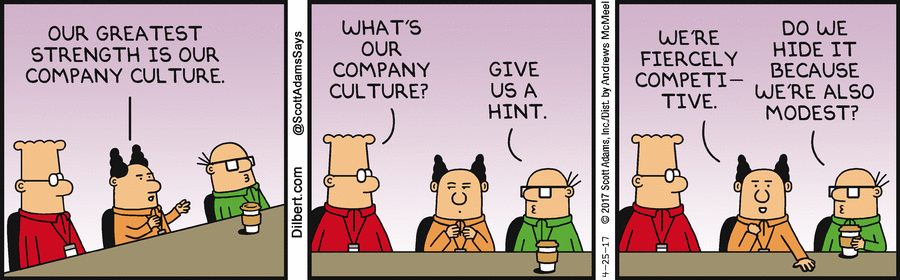 OUR GREATEST
STRENGTH IS OUR
COMPANY CULTURE.
Dilbert.com @ScottAdamsSays
WHAT'S
OUR
COMPANY
CULTURE?
GIVE
US A
HINT.
4-25-17 © 2017 Scott Adams, Inc./Dist. by Andrews McMeel
WE'RE
FIERCELY
COMPETI-
TIVE.
DO WE
HIDE IT
BECAUSE
WE'RE ALSO
MODEST?